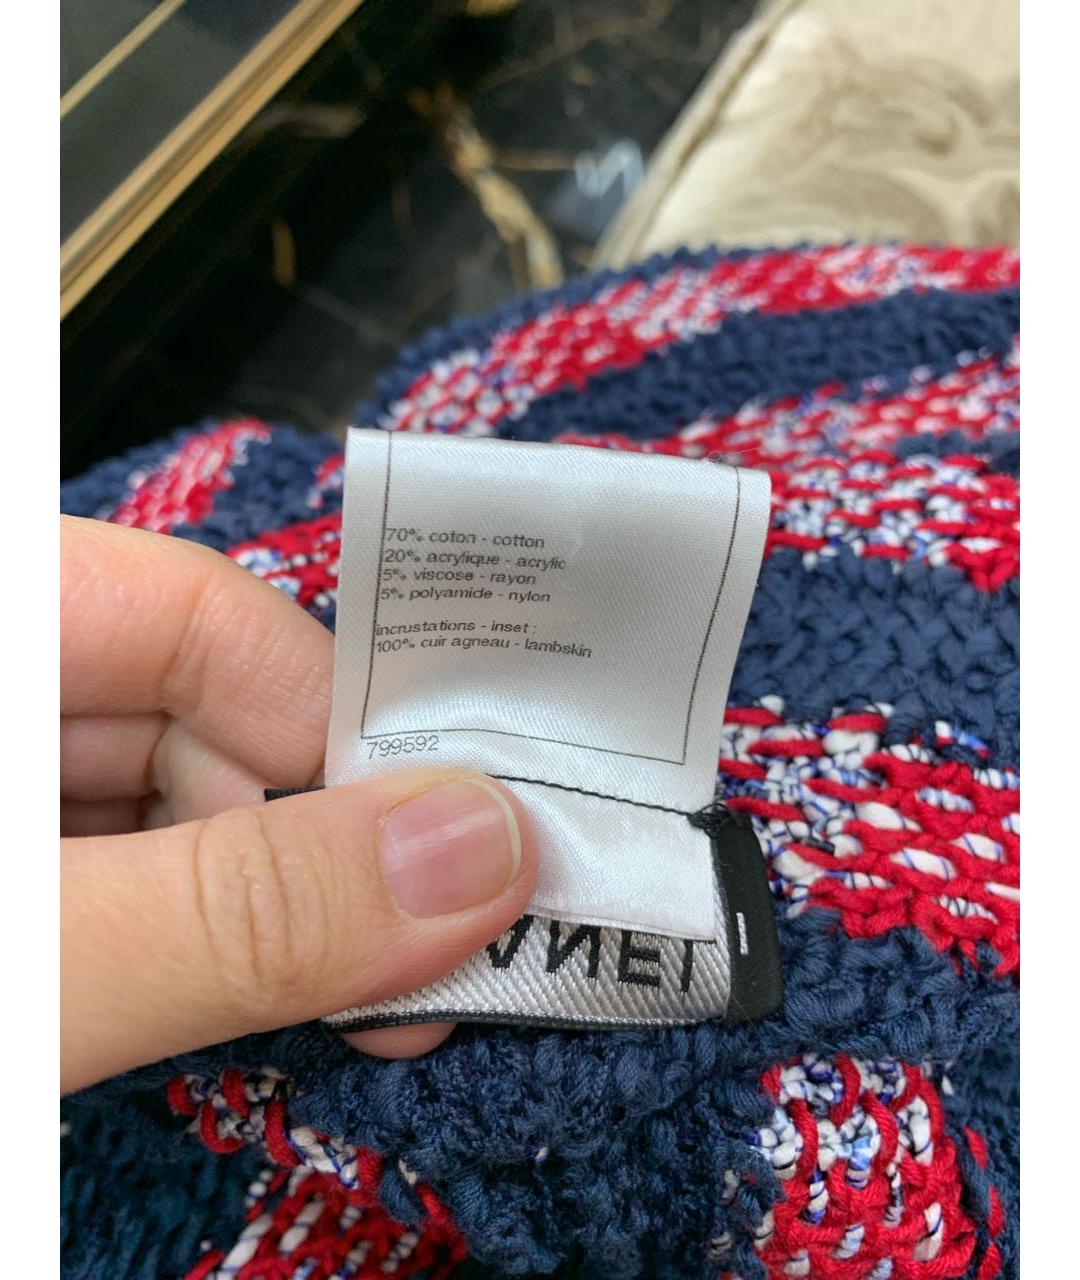 70% coton - cotton
20% acrylique - acrylic
5% viscose - rayon
5% polyamide - nylon
incrustations - inset :
100% cuir agneau - lambskin
799592